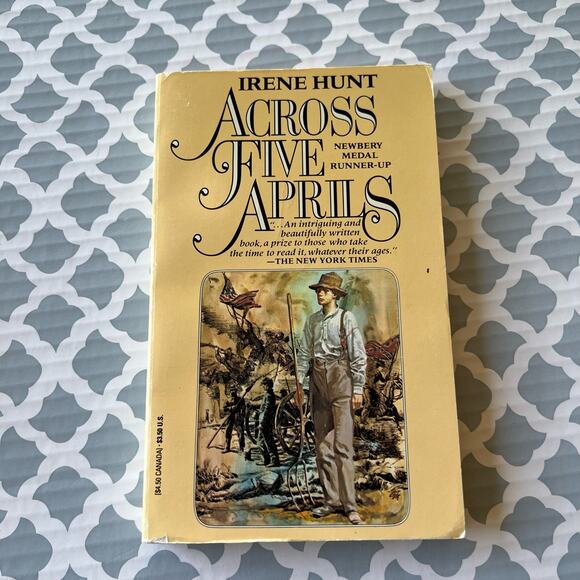 IRENE HUNT
ACROSS
FIVE
APRILS
NEWBERY
MEDAL
RUNNER-UP
"...An intriguing and
beautifully written
book, a prize to those who take
the time to read it, whatever their ages."
—THE NEW YORK TIMES
[$4.50 CANADA] • $3.50 U.S.